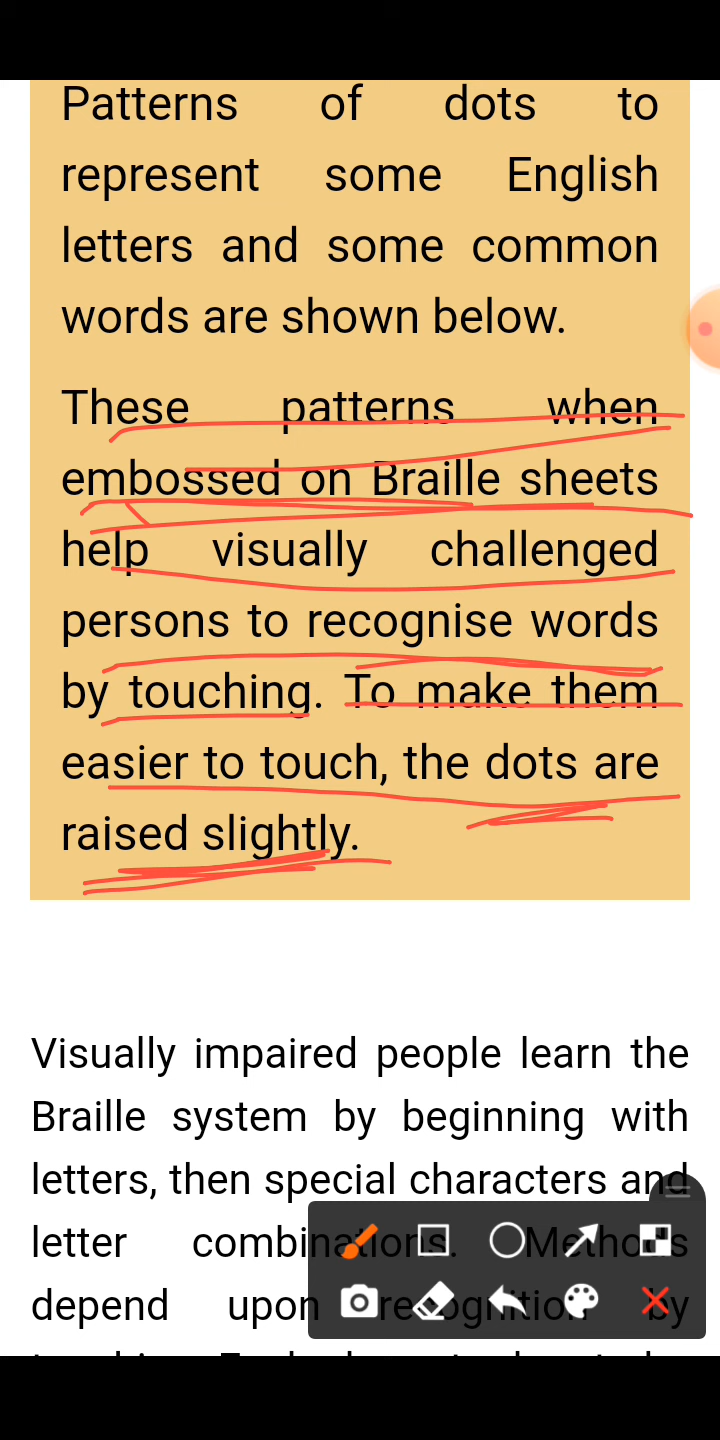 Patterns of dots to
represent some English
letters and some common
words are shown below.
These patterns when
embossed on Braille sheets
help visually challenged
persons to recognise words
by touching. To make them
easier to touch, the dots are
raised slightly.
Visually impaired people learn the
Braille system by beginning with
letters, then special characters and
letter combinations. Methods
depend upon recognition by